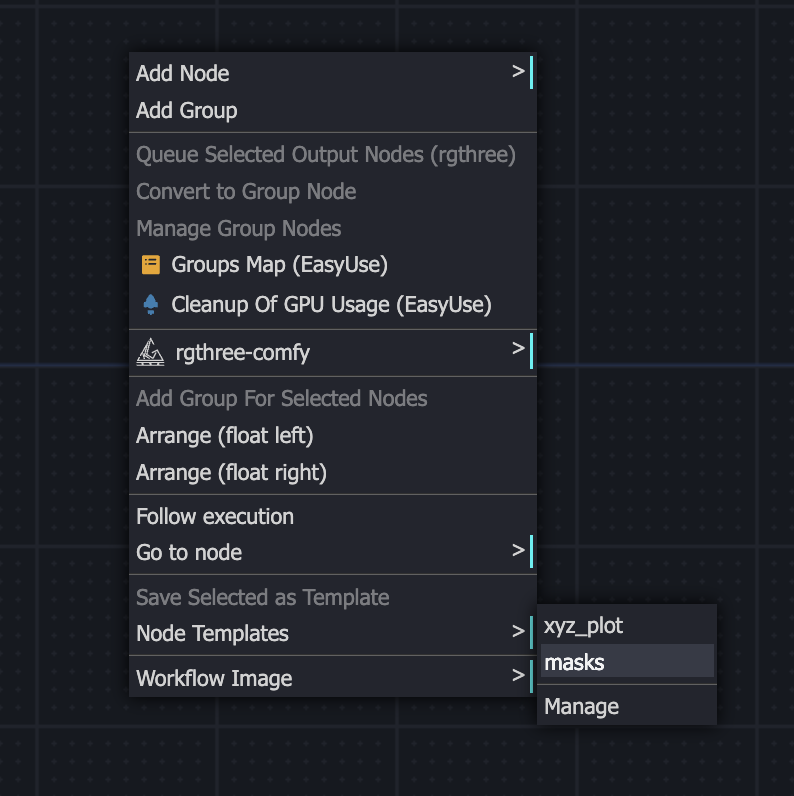 Add Node >
Add Group
Queue Selected Output Nodes (rgthree)
Convert to Group Node
Manage Group Nodes
Groups Map (EasyUse)
Cleanup Of GPU Usage (EasyUse)
rgthree-comfy >
Add Group For Selected Nodes
Arrange (float left)
Arrange (float right)
Follow execution
Go to node >
Save Selected as Template
Node Templates >
Workflow Image >
xyz_plot
masks
Manage